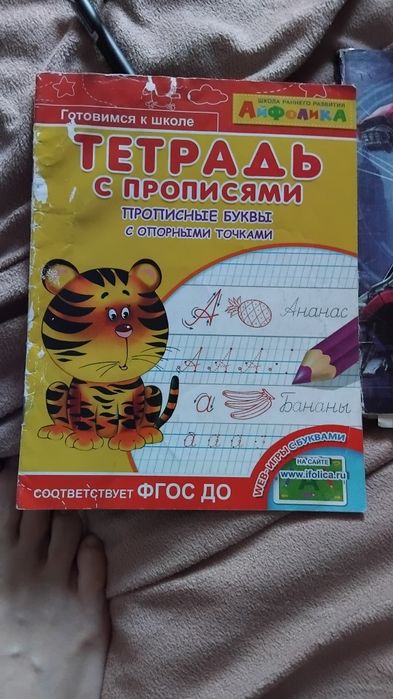 Готовимся к школе
ШКОЛА РАННЕГО РАЗВИТИЯ
АЙФОЛИКА
ТЕТРАДЬ
С ПРОПИСЯМИ
ПРОПИСНЫЕ БУКВЫ
С ОПОРНЫМИ ТОЧКАМИ
А Ананас
А А А
а Бананы
а а
WEB-ИГРЫ С БУКВАМИ
НА САЙТЕ
www.ifolica.ru
СООТВЕТСТВУЕТ ФГОС ДО